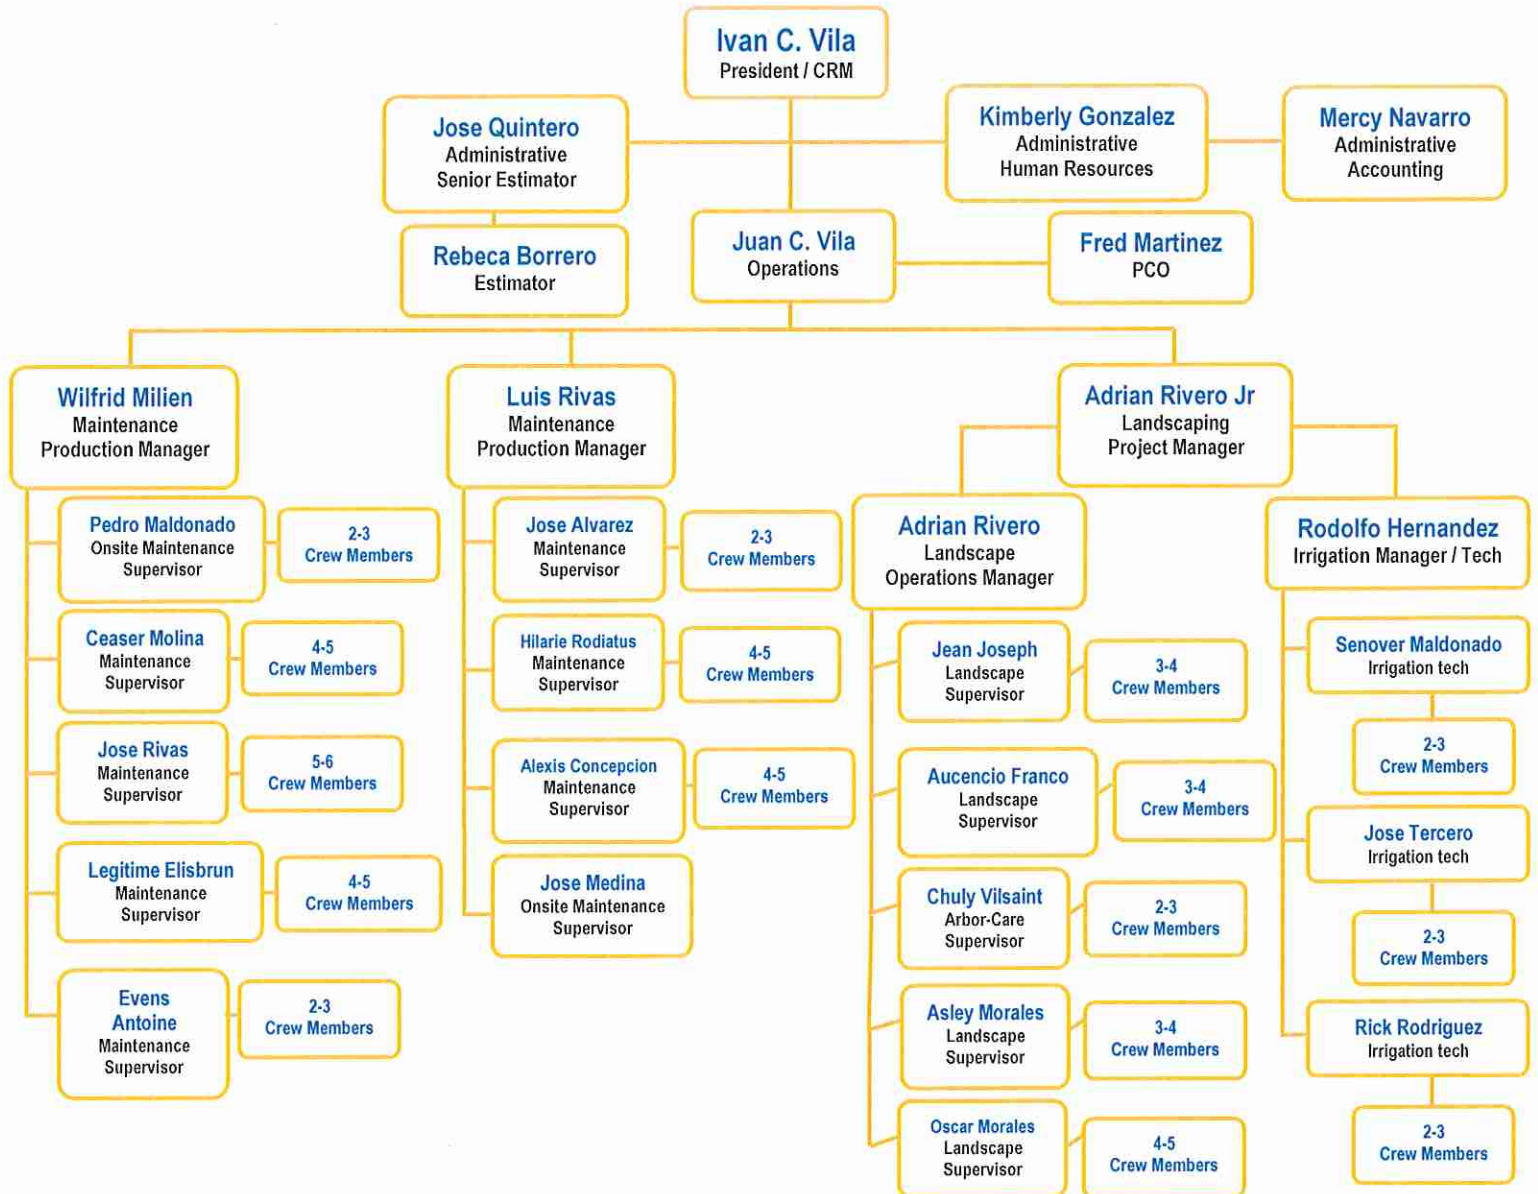 Ivan C. Vila
President / CRM
Jose Quintero
Administrative
Senior Estimator
Kimberly Gonzalez
Administrative
Human Resources
Mercy Navarro
Administrative
Accounting
Rebeca Borrero
Estimator
Juan C. Vila
Operations
Fred Martinez
PCO
Wilfrid Milien
Maintenance
Production Manager
Luis Rivas
Maintenance
Production Manager
Adrian Rivero Jr
Landscaping
Project Manager
Pedro Maldonado
Onsite Maintenance
Supervisor
2-3
Crew Members
Ceaser Molina
Maintenance
Supervisor
4-5
Crew Members
Jose Rivas
Maintenance
Supervisor
5-6
Crew Members
Legitime Elisbrun
Maintenance
Supervisor
4-5
Crew Members
Evens
Antoine
Maintenance
Supervisor
2-3
Crew Members
Jose Alvarez
Maintenance
Supervisor
2-3
Crew Members
Hilarie Rodiatus
Maintenance
Supervisor
4-5
Crew Members
Alexis Concepcion
Maintenance
Supervisor
4-5
Crew Members
Jose Medina
Onsite Maintenance
Supervisor
Adrian Rivero
Landscape
Operations Manager
Jean Joseph
Landscape
Supervisor
3-4
Crew Members
Aucencio Franco
Landscape
Supervisor
3-4
Crew Members
Chuly Vilsaint
Arbor-Care
Supervisor
2-3
Crew Members
Asley Morales
Landscape
Supervisor
3-4
Crew Members
Oscar Morales
Landscape
Supervisor
4-5
Crew Members
Rodolfo Hernandez
Irrigation Manager / Tech
Senover Maldonado
Irrigation tech
2-3
Crew Members
Jose Tercero
Irrigation tech
2-3
Crew Members
Rick Rodriguez
Irrigation tech
2-3
Crew Members